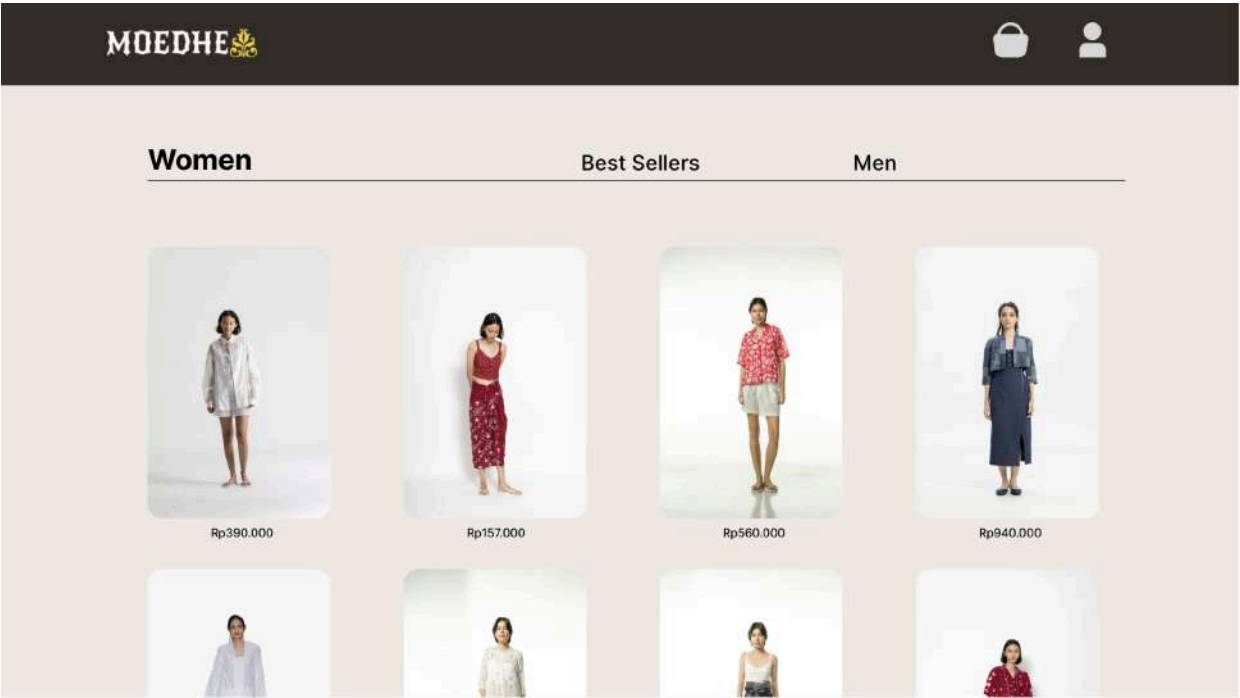 MOEDHE
Women
Best Sellers
Men
Rp390.000
Rp157.000
Rp560.000
Rp940.000